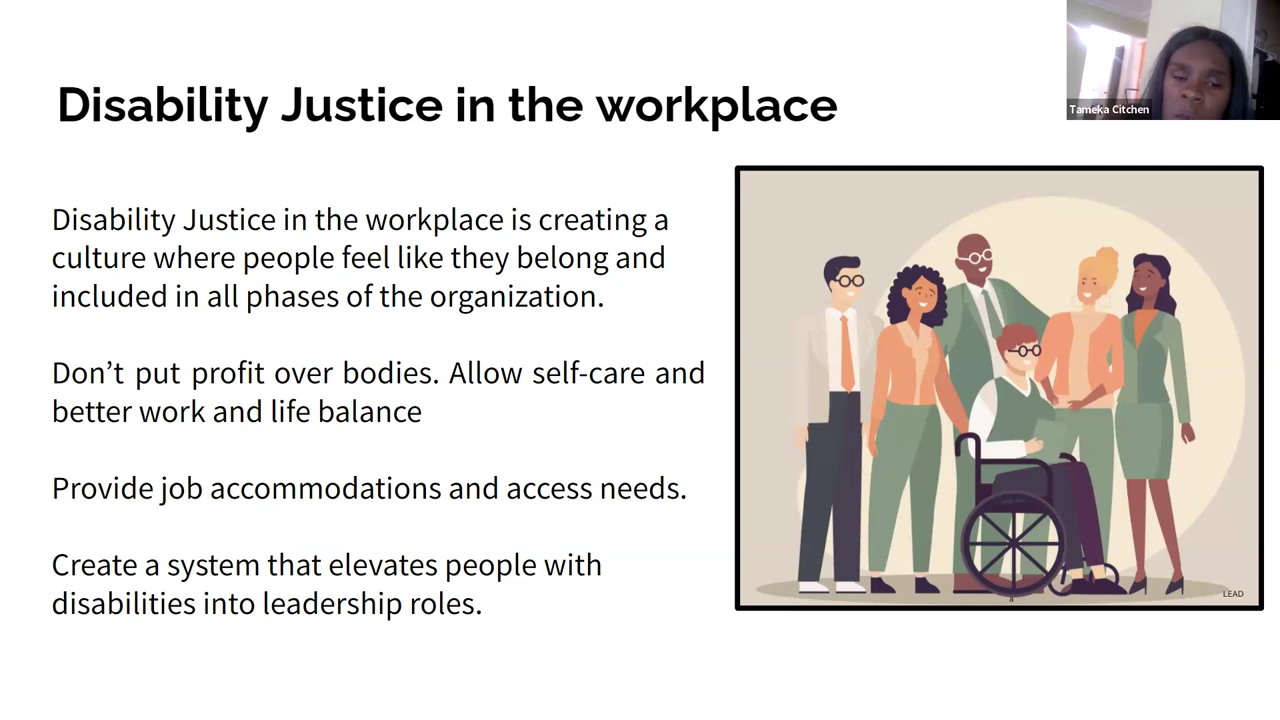 Disability Justice in the workplace
Tameka Citchen
Disability Justice in the workplace is creating a
culture where people feel like they belong and
included in all phases of the organization.
Don’t put profit over bodies. Allow self-care and
better work and life balance
Provide job accommodations and access needs.
Create a system that elevates people with
disabilities into leadership roles.
LEAD
a